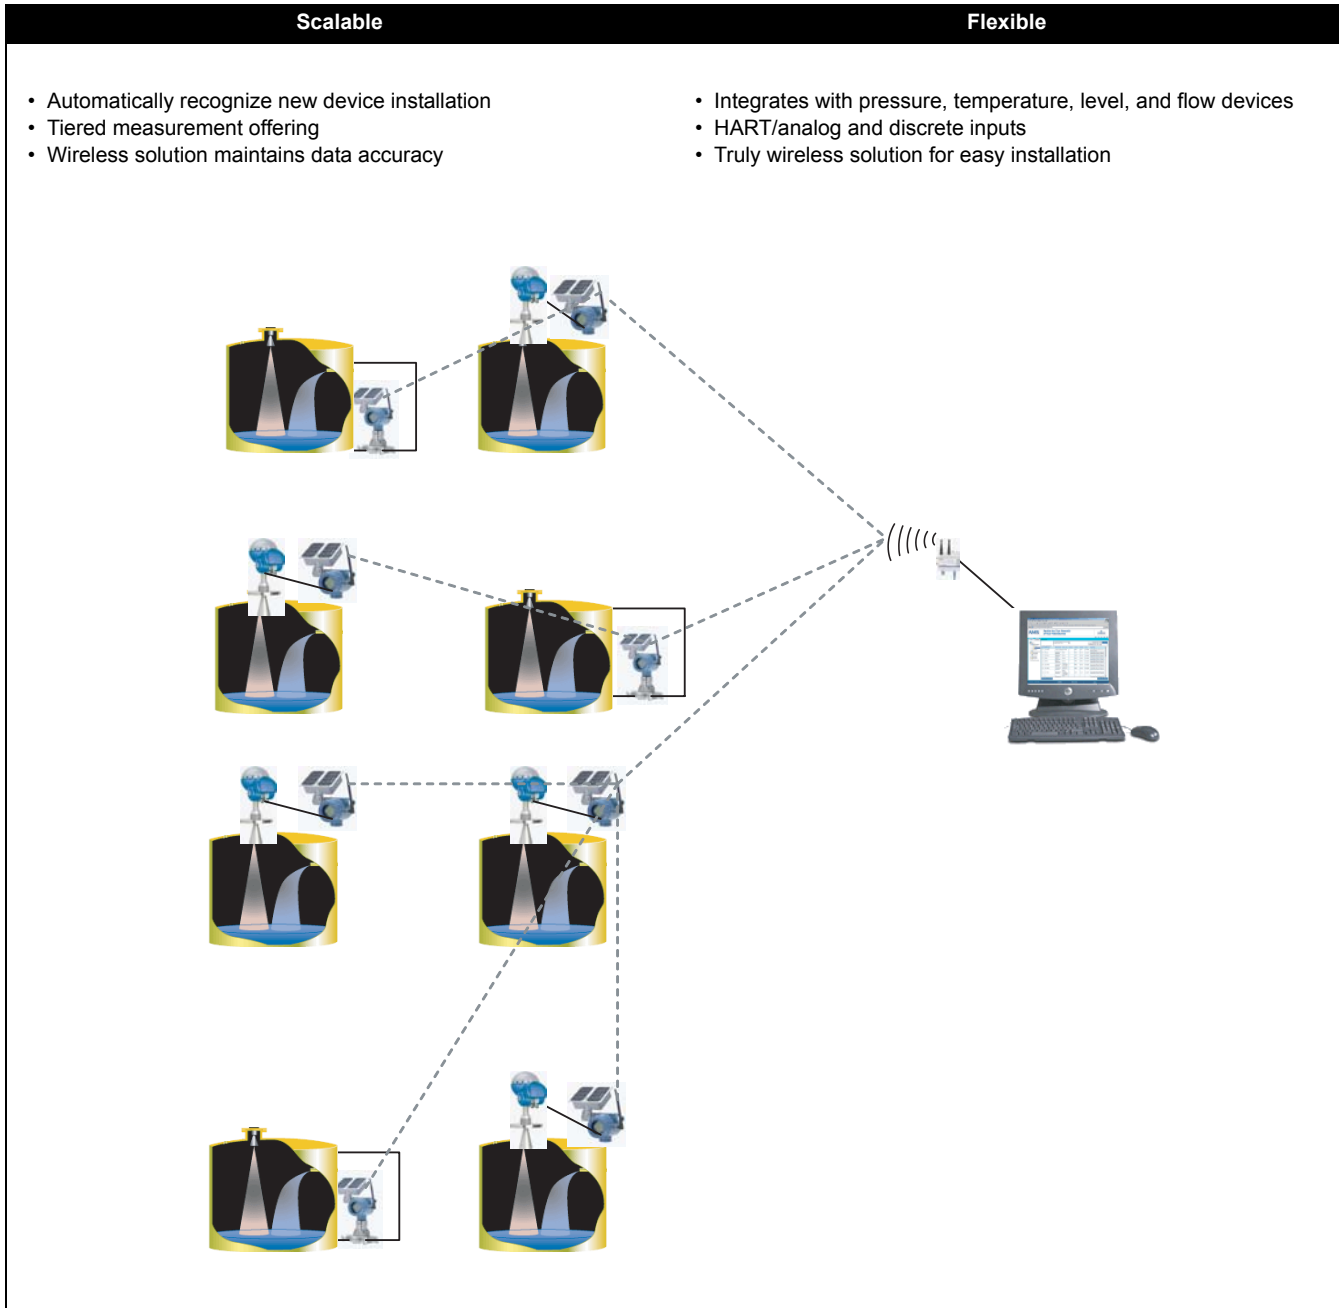 Scalable
Flexible
• Automatically recognize new device installation
• Tiered measurement offering
• Wireless solution maintains data accuracy
• Integrates with pressure, temperature, level, and flow devices
• HART/analog and discrete inputs
• Truly wireless solution for easy installation